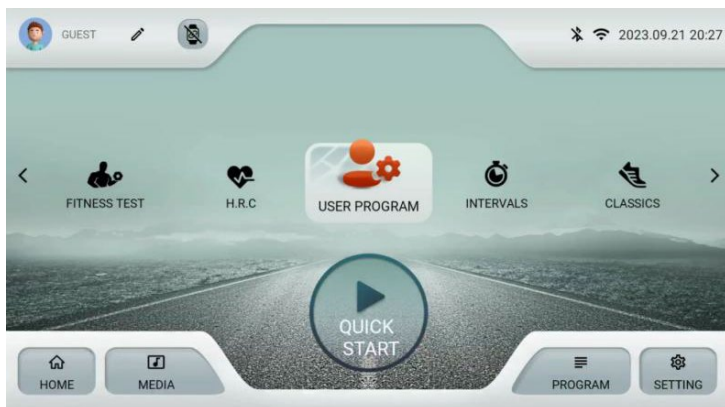 GUEST
2023.09.21 20:27
FITNESS TEST
H.R.C
USER PROGRAM
INTERVALS
CLASSICS
QUICK
START
HOME
MEDIA
PROGRAM
SETTING